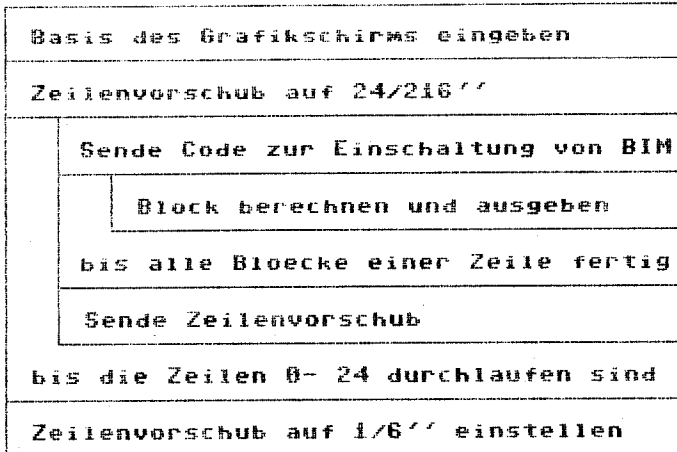 Basis des Grafikschirms eingeben
Zeilenvorschub auf 24/216''
Sende Code zur Einschaltung von BIM
Block berechnen und ausgeben
bis alle Bloecke einer Zeile fertig
Sende Zeilenvorschub
bis die Zeilen 0- 24 durchlaufen sind
Zeilenvorschub auf 1/6'' einstellen